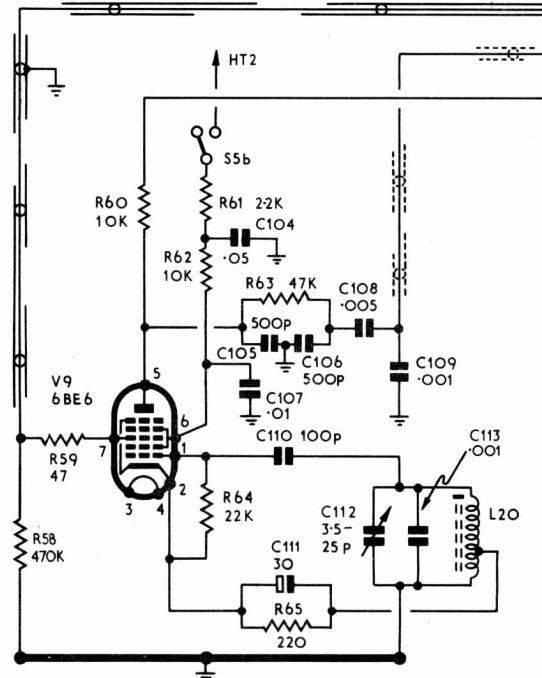 HT2
S5b
R60
10K
R61 2·2K
C104
·05
R62
10K
R63 47K
C108
·005
500p
C105
C106
500p
C109
·001
V9
6BE6
5
6
7
1
2
3
4
C107
·01
C110 100p
C113
·001
R59
47
R64
22K
C112
3·5–
25p
L20
R58
470K
C111
30
R65
220